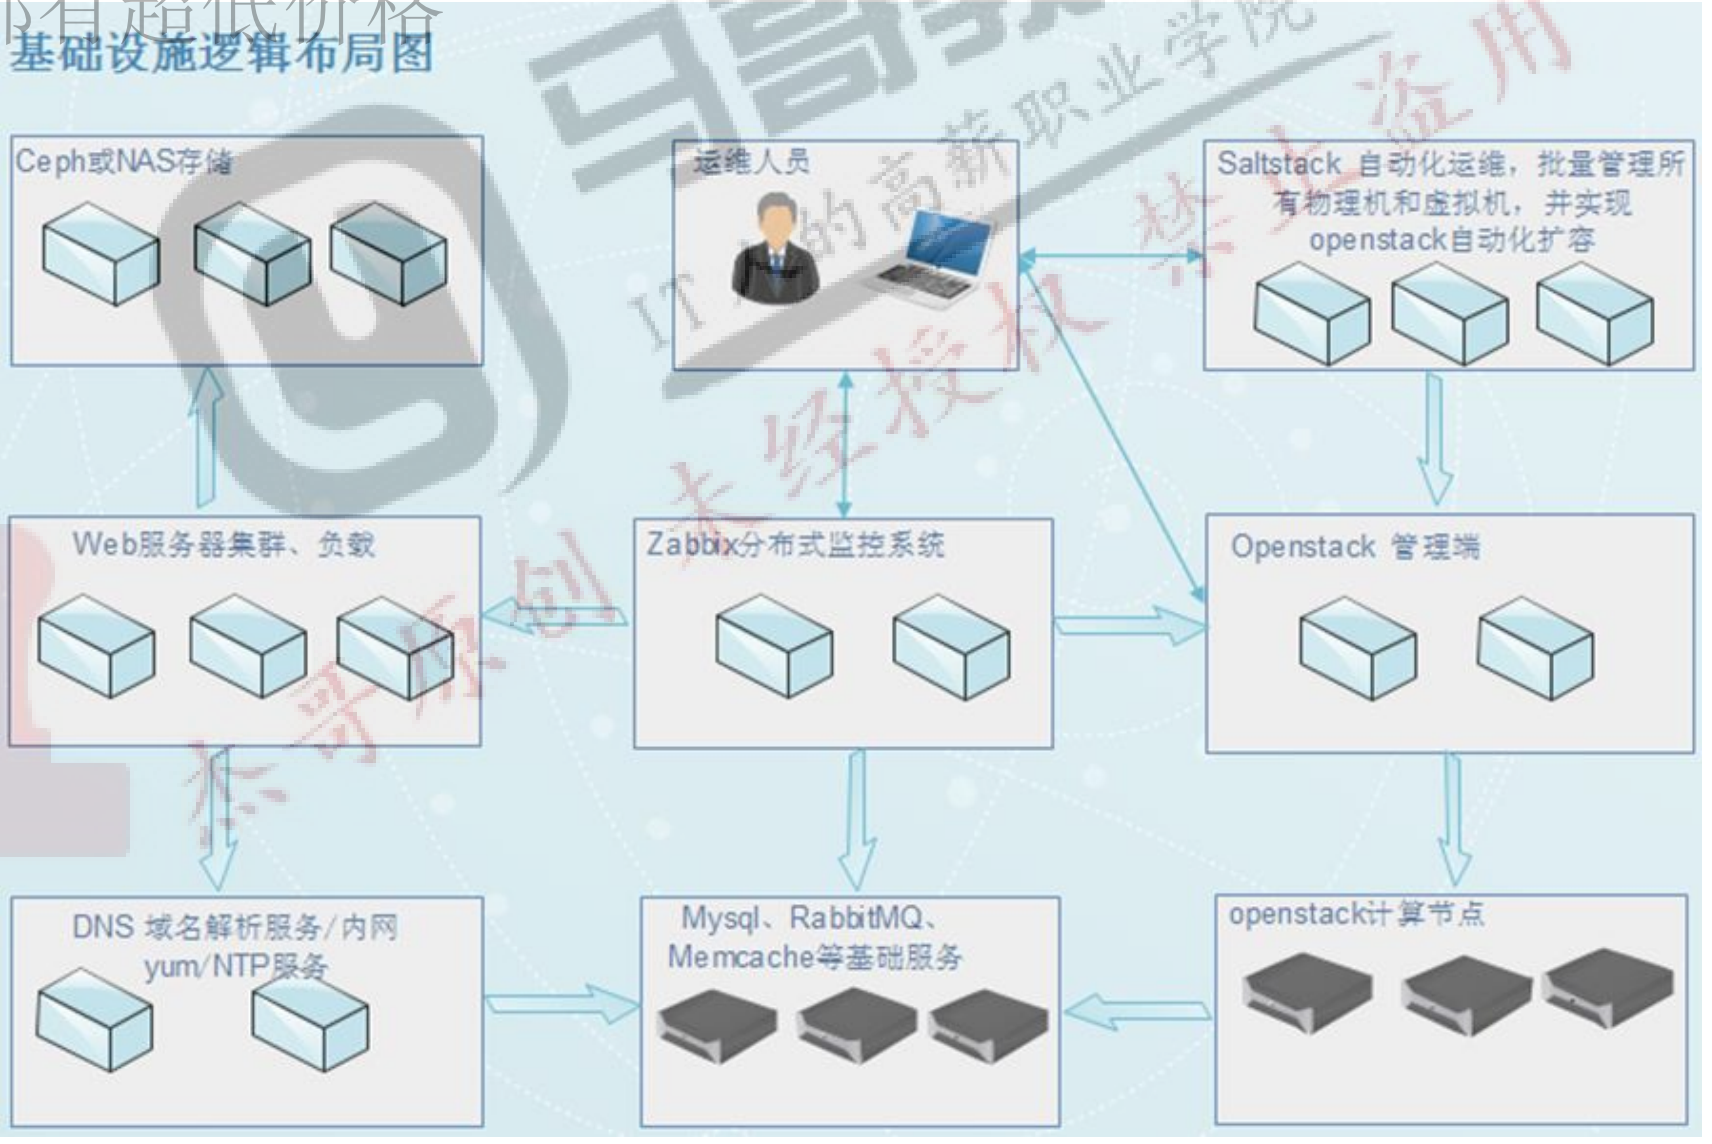 有超低价格
基础设施逻辑布局图
马哥教
IT人的高薪职业学院
杰哥原创 未经授权 禁止盗用
Ceph或NAS存储
运维人员
Saltstack 自动化运维，批量管理所
有物理机和虚拟机，并实现
openstack自动化扩容
Web服务器集群、负载
Zabbix分布式监控系统
Openstack 管理端
DNS 域名解析服务/内网
yum/NTP服务
Mysql、RabbitMQ、
Memcache等基础服务
openstack计算节点